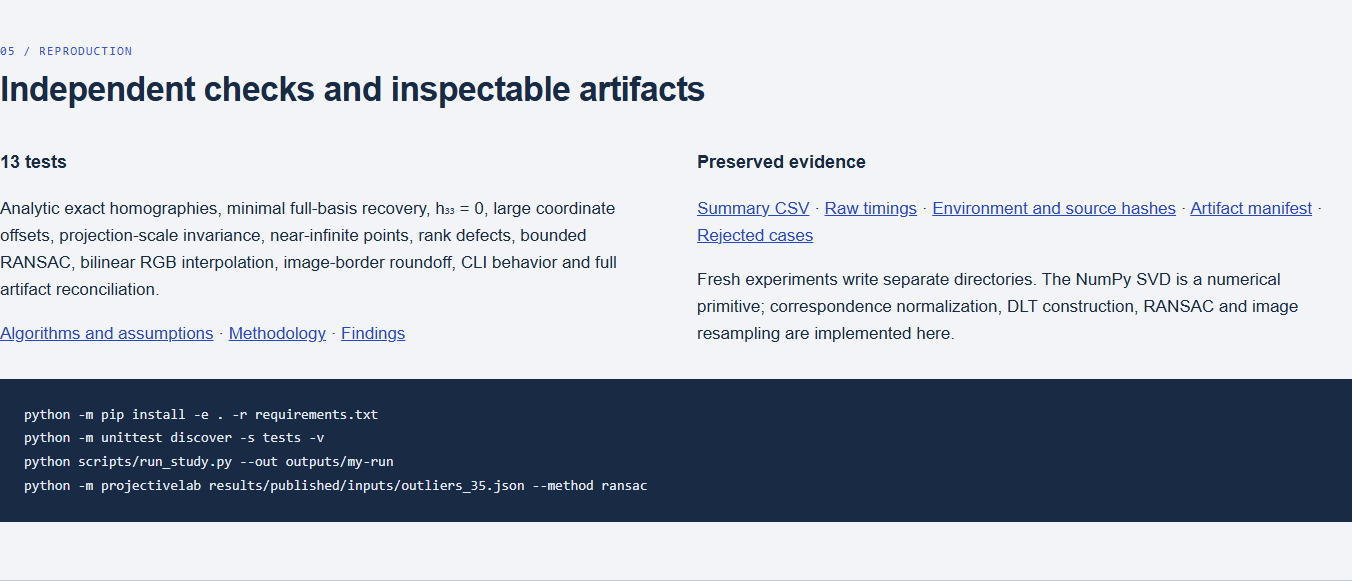 05 / REPRODUCTION
Independent checks and inspectable artifacts
13 tests
Analytic exact homographies, minimal full-basis recovery, h₃₃ = 0, large coordinate
offsets, projection-scale invariance, near-infinite points, rank defects, bounded
RANSAC, bilinear RGB interpolation, image-border roundoff, CLI behavior and full
artifact reconciliation.
Algorithms and assumptions · Methodology · Findings
Preserved evidence
Summary CSV · Raw timings · Environment and source hashes · Artifact manifest ·
Rejected cases
Fresh experiments write separate directories. The NumPy SVD is a numerical
primitive; correspondence normalization, DLT construction, RANSAC and image
resampling are implemented here.
python -m pip install -e . -r requirements.txt
python -m unittest discover -s tests -v
python scripts/run_study.py --out outputs/my-run
python -m projectivelab results/published/inputs/outliers_35.json --method ransac